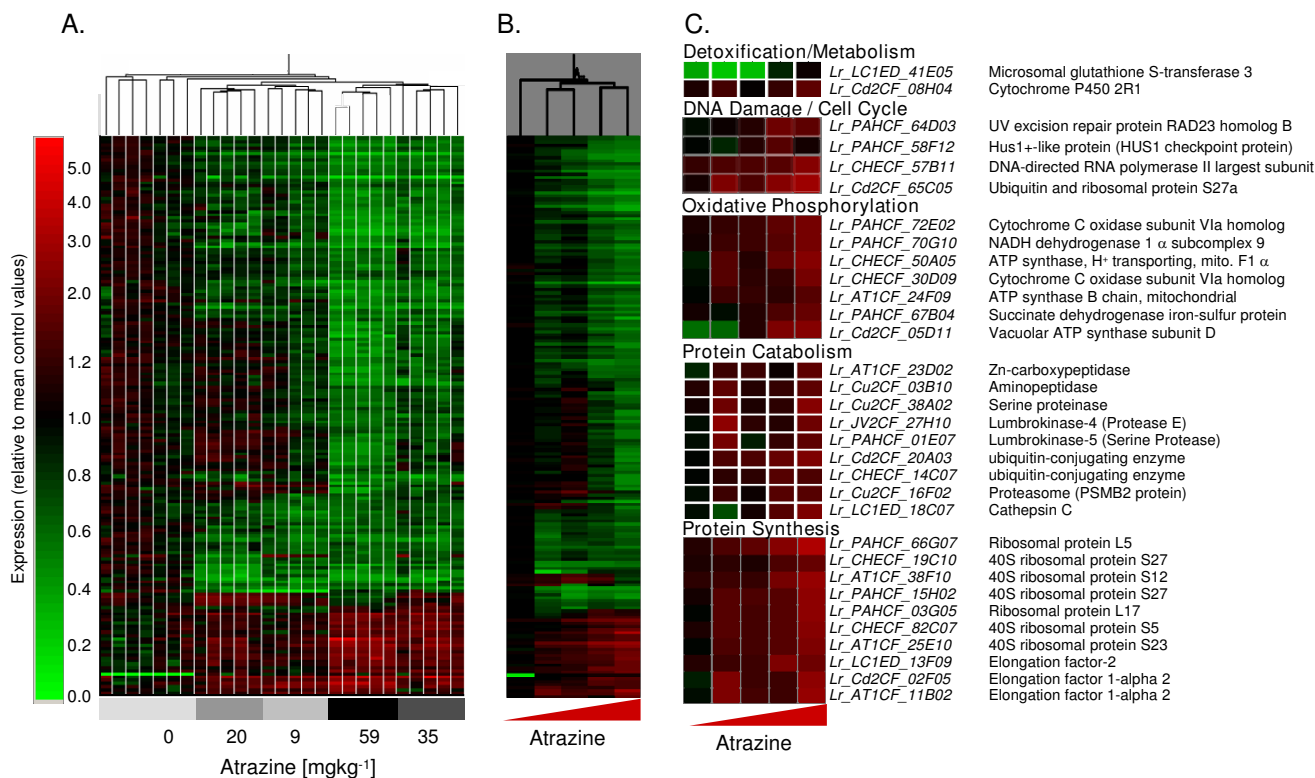 A.
B.
C.
Expression (relative to mean control values)
5.0
4.0
3.0
2.0
1.2
1.0
0.8
0.6
0.4
0.2
0.0
0 20 9 59 35
Atrazine [mgkg-1]
Atrazine
Detoxification/Metabolism
Lr_LC1ED_41E05 Microsomal glutathione S-transferase 3
Lr_Cd2CF_08H04 Cytochrome P450 2R1
DNA Damage / Cell Cycle
Lr_PAHCF_64D03 UV excision repair protein RAD23 homolog B
Lr_PAHCF_58F12 Hus1+-like protein (HUS1 checkpoint protein)
Lr_CHECF_57B11 DNA-directed RNA polymerase II largest subunit
Lr_Cd2CF_65C05 Ubiquitin and ribosomal protein S27a
Oxidative Phosphorylation
Lr_PAHCF_72E02 Cytochrome C oxidase subunit VIa homolog
Lr_PAHCF_70G10 NADH dehydrogenase 1 α subcomplex 9
Lr_CHECF_50A05 ATP synthase, H+ transporting, mito. F1 α
Lr_CHECF_30D09 Cytochrome C oxidase subunit VIa homolog
Lr_AT1CF_24F09 ATP synthase B chain, mitochondrial
Lr_PAHCF_67B04 Succinate dehydrogenase iron-sulfur protein
Lr_Cd2CF_05D11 Vacuolar ATP synthase subunit D
Protein Catabolism
Lr_AT1CF_23D02 Zn-carboxypeptidase
Lr_Cu2CF_03B10 Aminopeptidase
Lr_Cu2CF_38A02 Serine proteinase
Lr_JV2CF_27H10 Lumbrokinase-4 (Protease E)
Lr_PAHCF_01E07 Lumbrokinase-5 (Serine Protease)
Lr_Cd2CF_20A03 ubiquitin-conjugating enzyme
Lr_CHECF_14C07 ubiquitin-conjugating enzyme
Lr_Cu2CF_16F02 Proteasome (PSMB2 protein)
Lr_LC1ED_18C07 Cathepsin C
Protein Synthesis
Lr_PAHCF_66G07 Ribosomal protein L5
Lr_CHECF_19C10 40S ribosomal protein S27
Lr_AT1CF_38F10 40S ribosomal protein S12
Lr_PAHCF_15H02 40S ribosomal protein S27
Lr_PAHCF_03G05 Ribosomal protein L17
Lr_CHECF_82C07 40S ribosomal protein S5
Lr_AT1CF_25E10 40S ribosomal protein S23
Lr_LC1ED_13F09 Elongation factor-2
Lr_Cd2CF_02F05 Elongation factor 1-alpha 2
Lr_AT1CF_11B02 Elongation factor 1-alpha 2
Atrazine